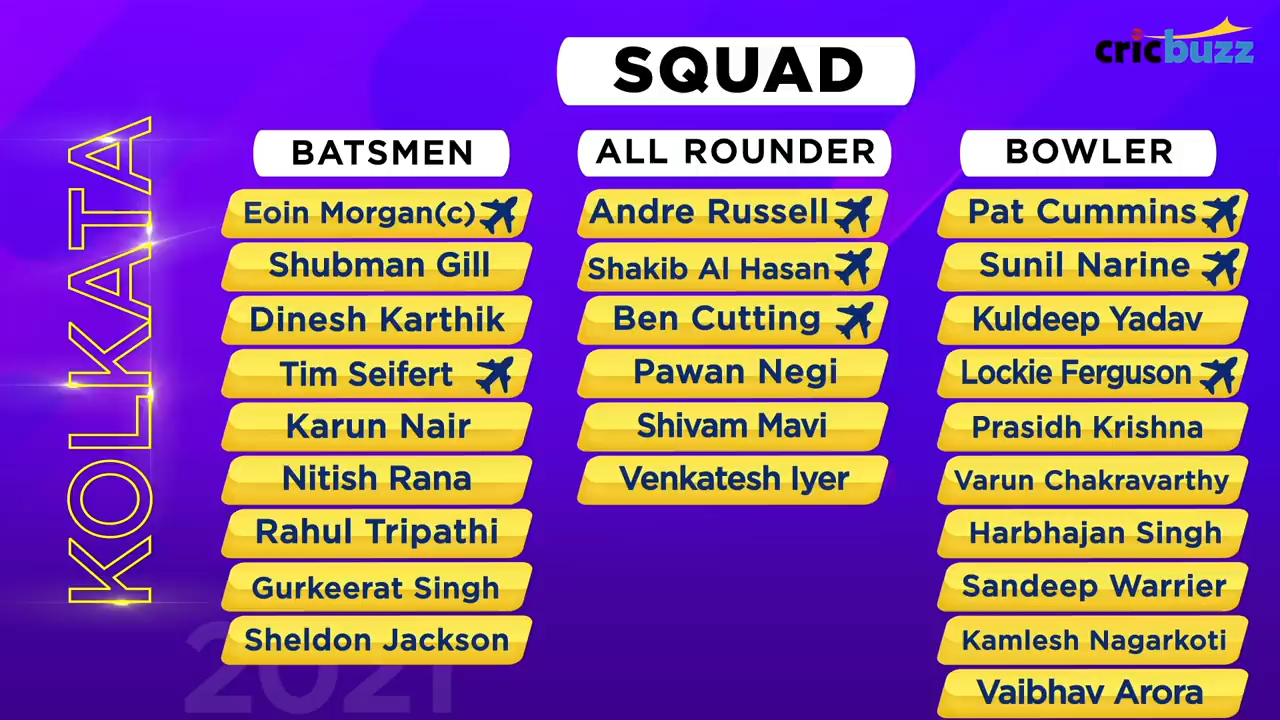 cricbuzz
SQUAD
KOLKATA
BATSMEN
Eoin Morgan(c)
Shubman Gill
Dinesh Karthik
Tim Seifert
Karun Nair
Nitish Rana
Rahul Tripathi
Gurkeerat Singh
Sheldon Jackson
ALL ROUNDER
Andre Russell
Shakib Al Hasan
Ben Cutting
Pawan Negi
Shivam Mavi
Venkatesh Iyer
BOWLER
Pat Cummins
Sunil Narine
Kuldeep Yadav
Lockie Ferguson
Prasidh Krishna
Varun Chakravarthy
Harbhajan Singh
Sandeep Warrier
Kamlesh Nagarkoti
Vaibhav Arora
2021